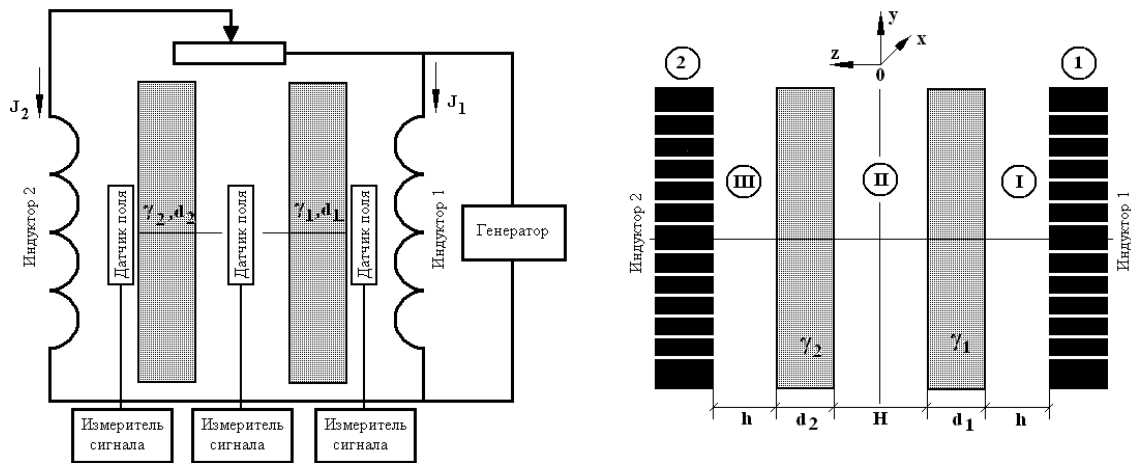 J₂
J₁
Индуктор 2
Датчик поля
γ₂,d₂
Датчик поля
γ₁,d₁
Датчик поля
Индуктор 1
Генератор
Измеритель
сигнала
Измеритель
сигнала
Измеритель
сигнала
y
x
z
0
2
1
III
II
I
Индуктор 2
Индуктор 1
γ₂
γ₁
h
d₂
H
d₁
h